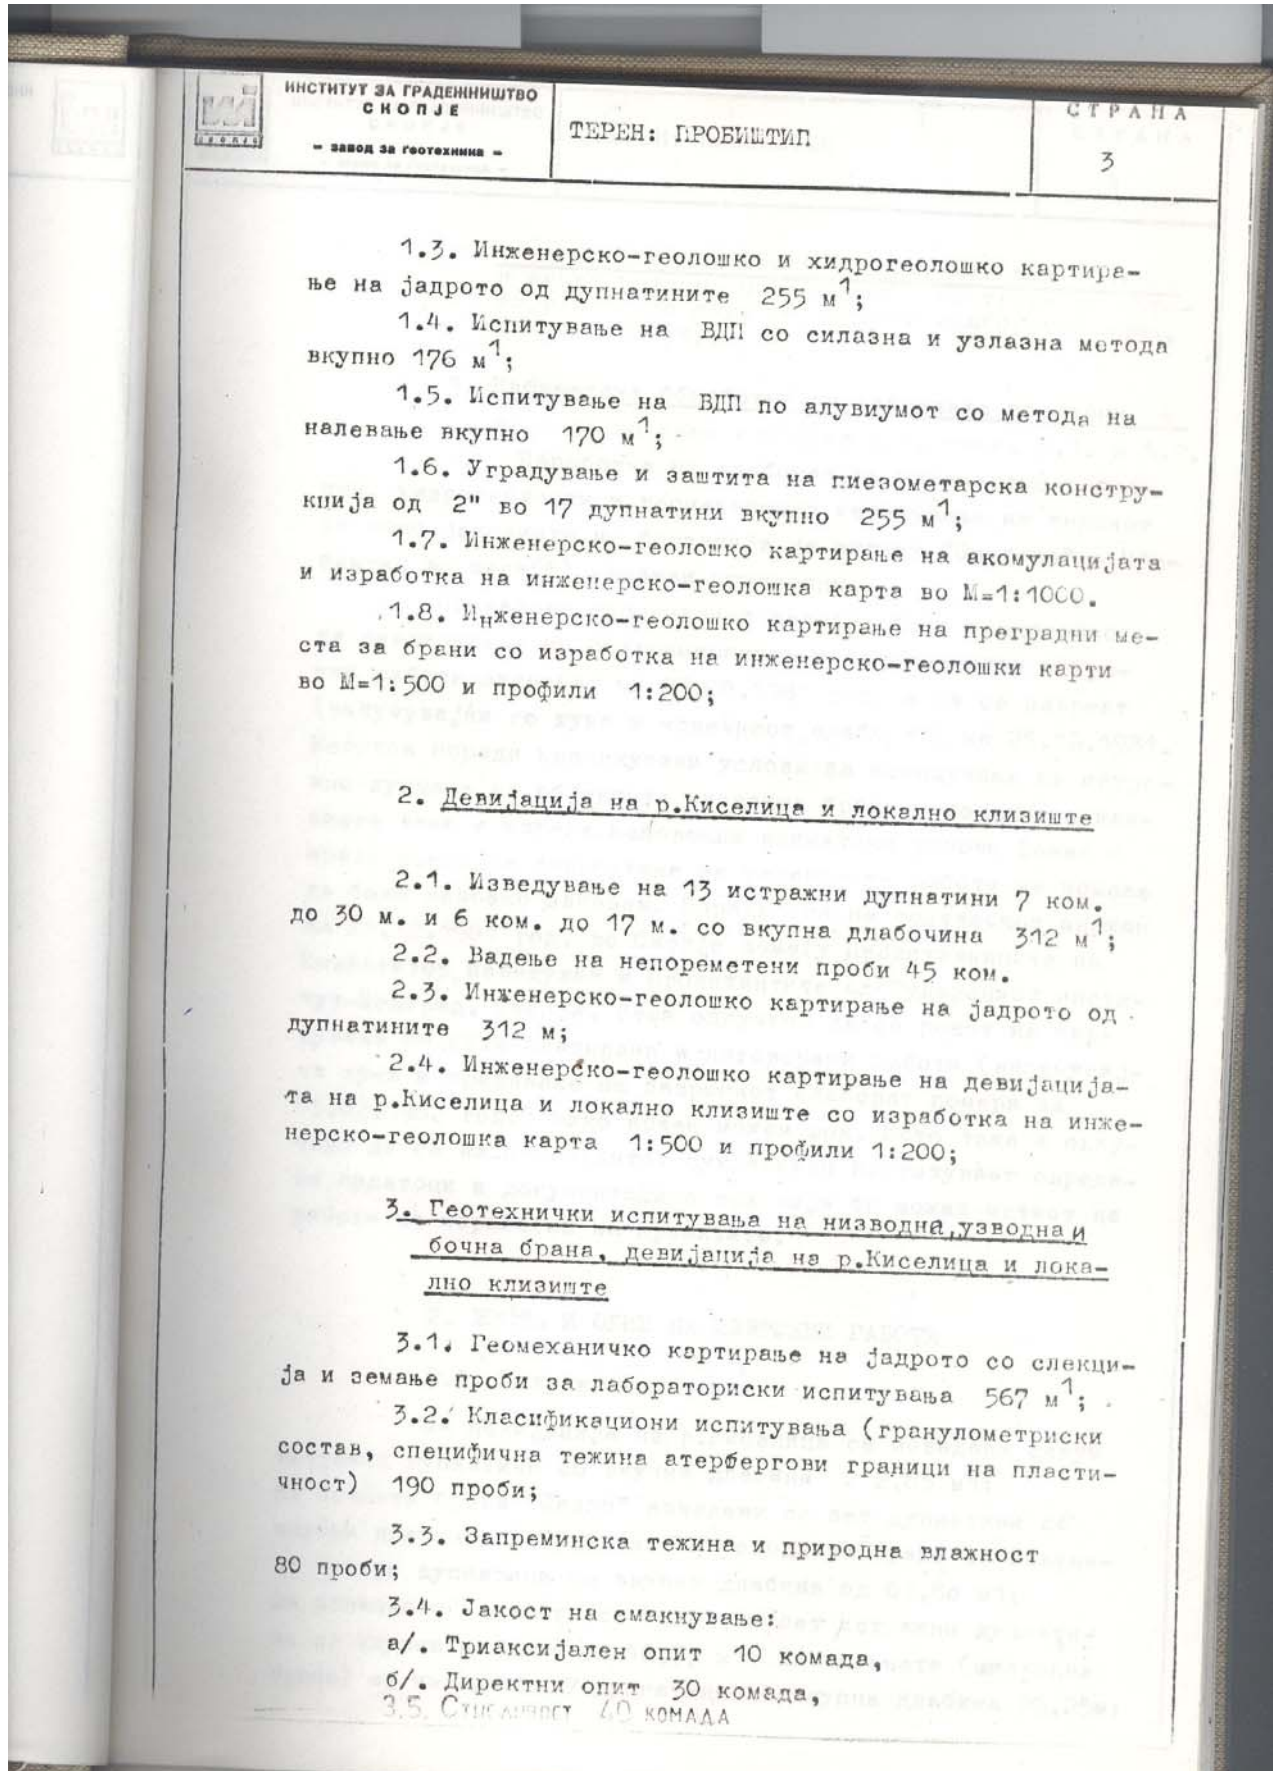 ИНСТИТУТ ЗА ГРАДЕЖНИШТВО
СКОПЈЕ
– завод за геотехника –
ТЕРЕН: ПРОБИШТИП
СТРАНА
3
1.3. Инженерско-геолошко и хидрогеолошко картира-
ње на јадрото од дупнатините 255 м1;
1.4. Испитување на ВДП со силазна и узлазна метода
вкупно 176 м1;
1.5. Испитување на ВДП по алувиумот со метода на
налевање вкупно 170 м1;
1.6. Уградување и заштита на пиезометарска констру-
кција од 2" во 17 дупнатини вкупно 255 м1;
1.7. Инженерско-геолошко картирање на акомулацијата
и изработка на инженерско-геолошка карта во М=1:1000.
1.8. Инженерско-геолошко картирање на преградни ме-
ста за брани со изработка на инженерско-геолошки карти
во М=1:500 и профили 1:200;
2. Девијација на р.Киселица и локално клизиште
2.1. Изведување на 13 истражни дупнатини 7 ком.
до 30 м. и 6 ком. до 17 м. со вкупна длабочина 312 м1;
2.2. Вадење на непореметени проби 45 ком.
2.3. Инженерско-геолошко картирање на јадрото од
дупнатините 312 м;
2.4. Инженерско-геолошко картирање на девијација-
та на р.Киселица и локално клизиште со изработка на инже-
нерско-геолошка карта 1:500 и профили 1:200;
3. Геотехнички испитувања на низводна,узводна и
бочна брана, девијација на р.Киселица и лока-
лно клизиште
3.1. Геомеханичко картирање на јадрото со слекци-
ја и земање проби за лабораториски испитувања 567 м1;
3.2. Класификациони испитувања (гранулометриски
состав, специфична тежина атербергови граници на пласти-
чност) 190 проби;
3.3. Запреминска тежина и природна влажност
80 проби;
3.4. Јакост на смакнување:
а/. Триаксијален опит 10 комада,
б/. Директни опит 30 комада,
3.5. Стисливост 40 КОМАДА